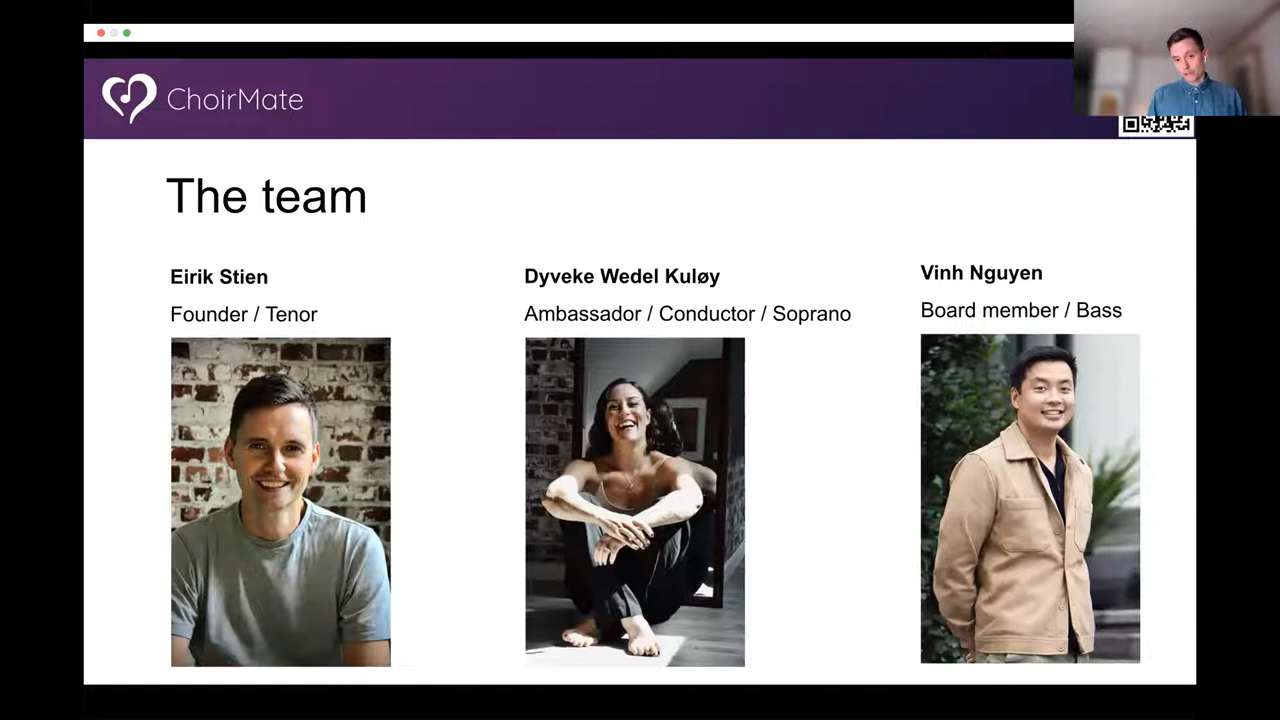 ChoirMate
The team
Eirik Stien
Founder / Tenor
Dyveke Wedel Kuløy
Ambassador / Conductor / Soprano
Vinh Nguyen
Board member / Bass